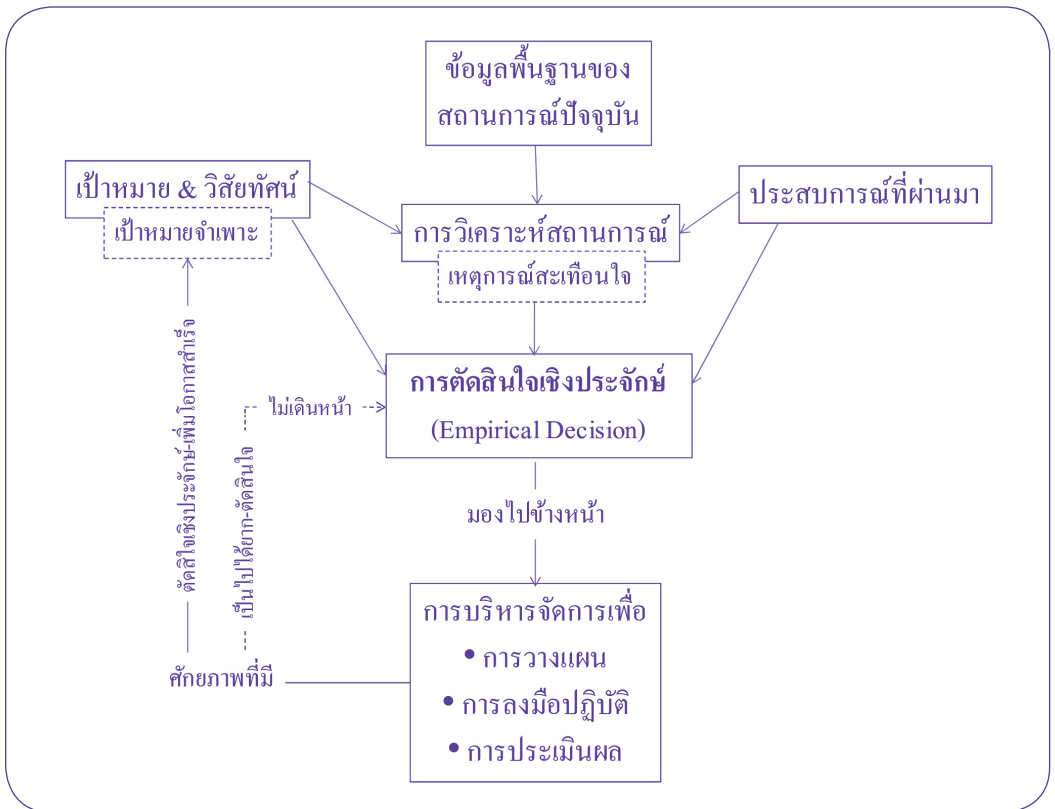 ข้อมูลพื้นฐานของ
สถานการณ์ปัจจุบัน
เป้าหมาย & วิสัยทัศน์
เป้าหมายจำเพาะ
ประสบการณ์ที่ผ่านมา
การวิเคราะห์สถานการณ์
เหตุการณ์สะเทือนใจ
การตัดสินใจเชิงประจักษ์
(Empirical Decision)
ไม่เดินหน้า
ตัดสิใจเชิงประจักษ์-เพิ่มโอกาสสำเร็จ
เป็นไปได้ยาก-ตัดสินใจ
มองไปข้างหน้า
การบริหารจัดการเพื่อ
• การวางแผน
• การลงมือปฏิบัติ
• การประเมินผล
ศักยภาพที่มี